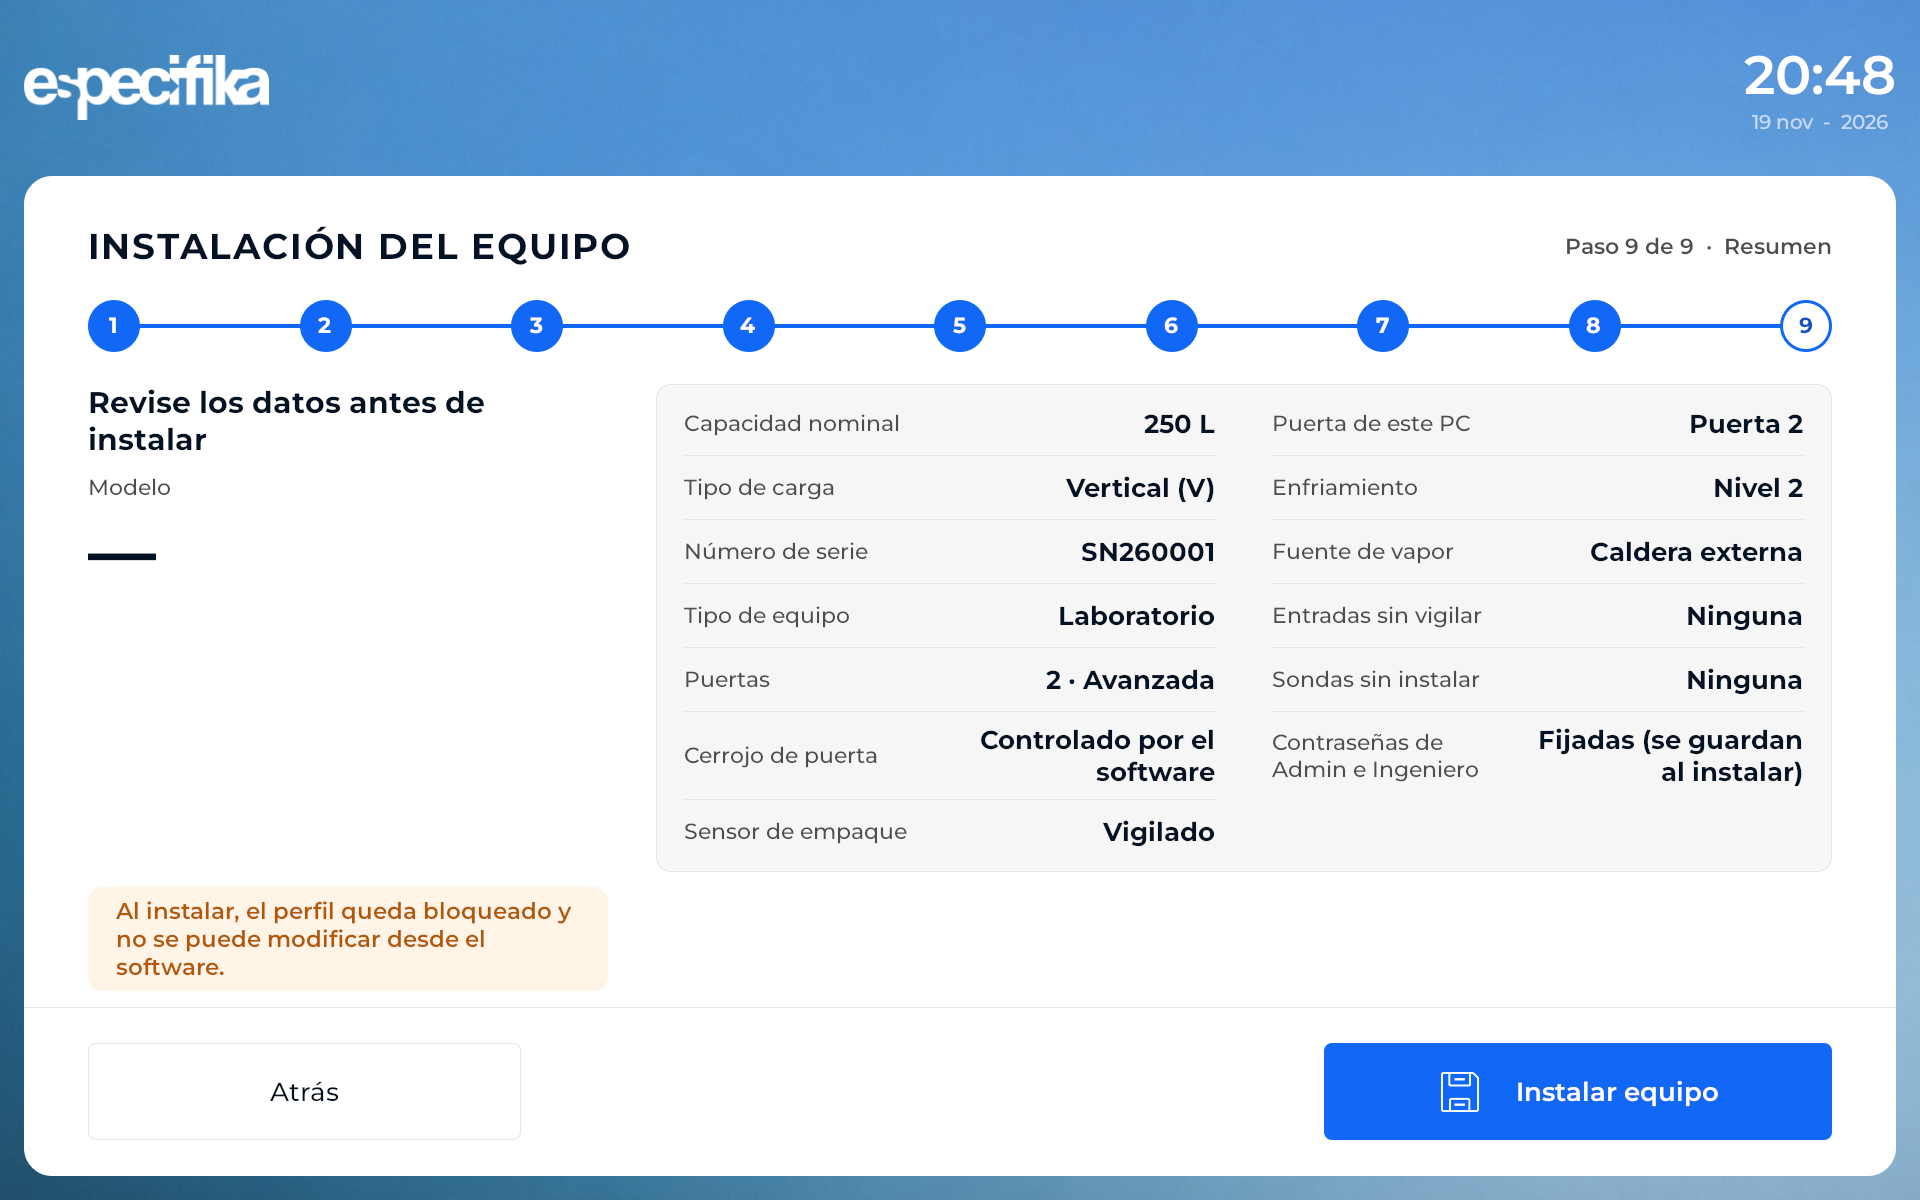 especifika
20:48
19 nov - 2026
INSTALACIÓN DEL EQUIPO
Paso 9 de 9 · Resumen
1 2 3 4 5 6 7 8 9
Revise los datos antes de
instalar
Modelo
—
Capacidad nominal 250 L
Tipo de carga Vertical (V)
Número de serie SN260001
Tipo de equipo Laboratorio
Puertas 2 · Avanzada
Cerrojo de puerta Controlado por el
software
Sensor de empaque Vigilado
Puerta de este PC Puerta 2
Enfriamiento Nivel 2
Fuente de vapor Caldera externa
Entradas sin vigilar Ninguna
Sondas sin instalar Ninguna
Contraseñas de Fijadas (se guardan
Admin e Ingeniero al instalar)
Al instalar, el perfil queda bloqueado y
no se puede modificar desde el
software.
Atrás
Instalar equipo